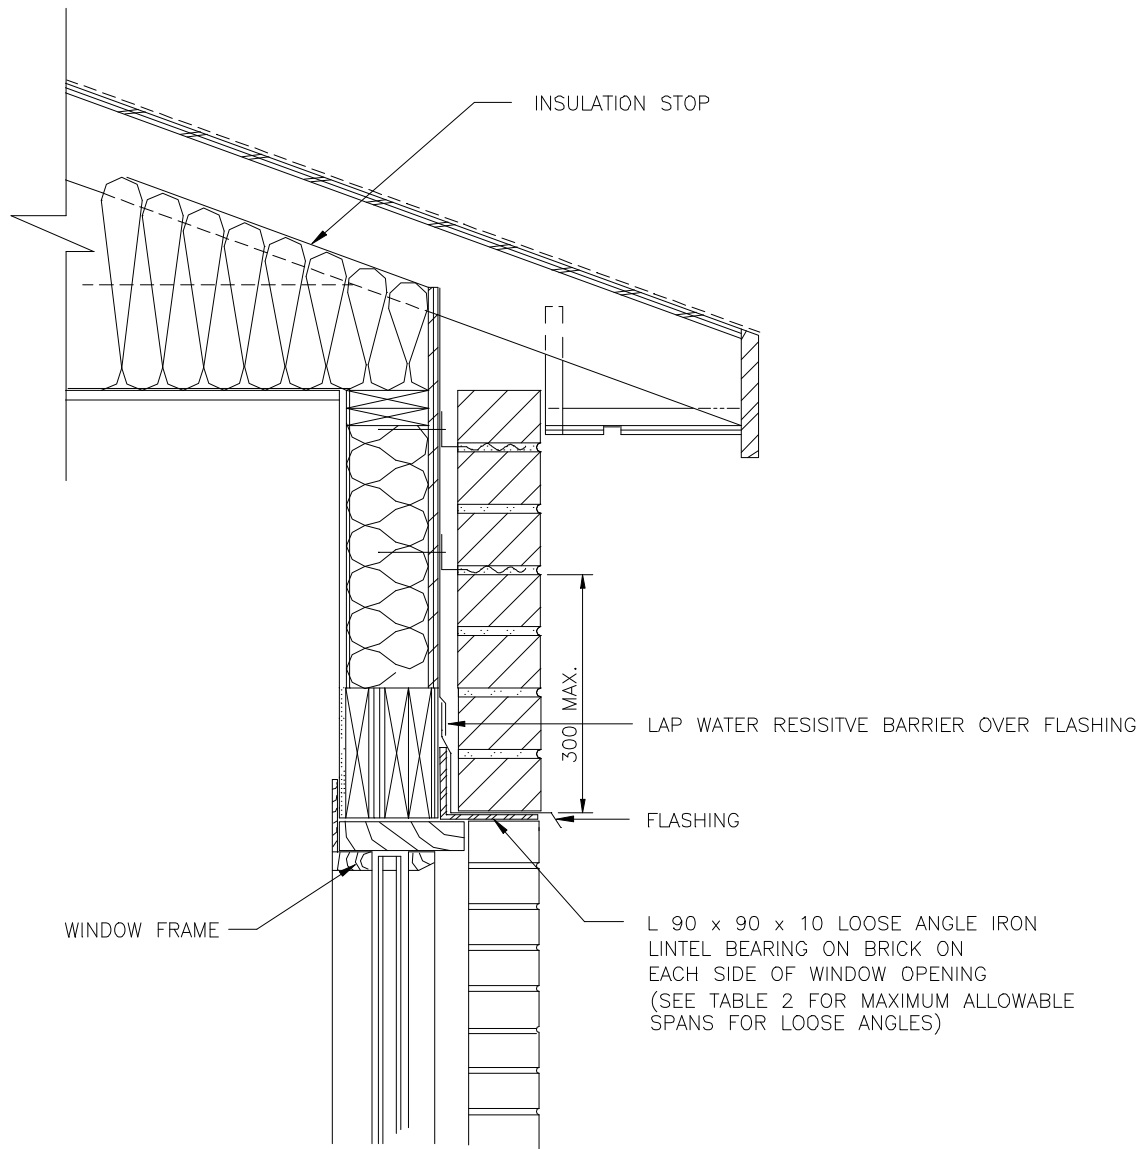 INSULATION STOP
300 MAX.
LAP WATER RESISITVE BARRIER OVER FLASHING
FLASHING
WINDOW FRAME
L 90 x 90 x 10 LOOSE ANGLE IRON
LINTEL BEARING ON BRICK ON
EACH SIDE OF WINDOW OPENING
(SEE TABLE 2 FOR MAXIMUM ALLOWABLE
SPANS FOR LOOSE ANGLES)